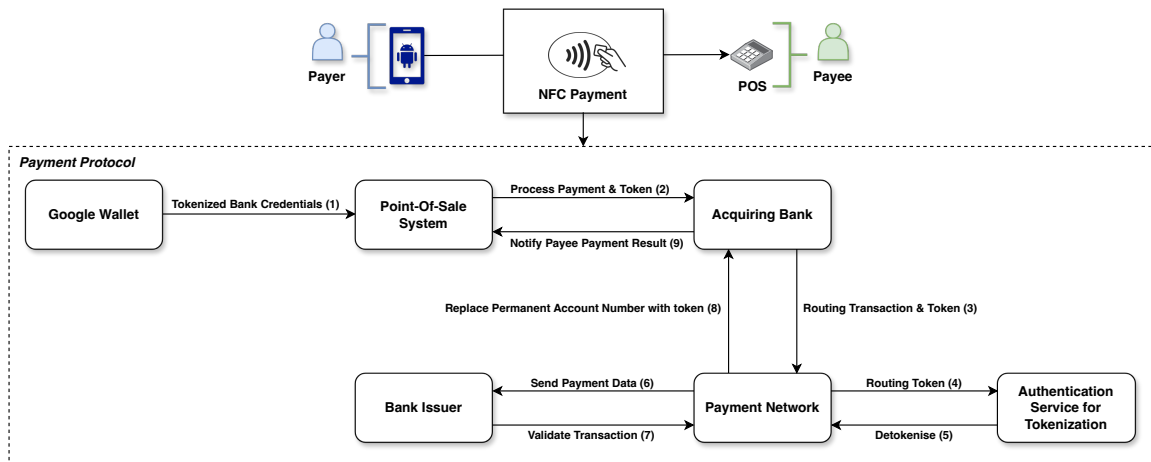 Payer
NFC Payment
POS
Payee
Payment Protocol
Google Wallet
Tokenized Bank Credentials (1)
Point-Of-Sale
System
Process Payment & Token (2)
Notify Payee Payment Result (9)
Acquiring Bank
Replace Permanent Account Number with token (8)
Routing Transaction & Token (3)
Bank Issuer
Send Payment Data (6)
Validate Transaction (7)
Payment Network
Routing Token (4)
Detokenise (5)
Authentication
Service for
Tokenization